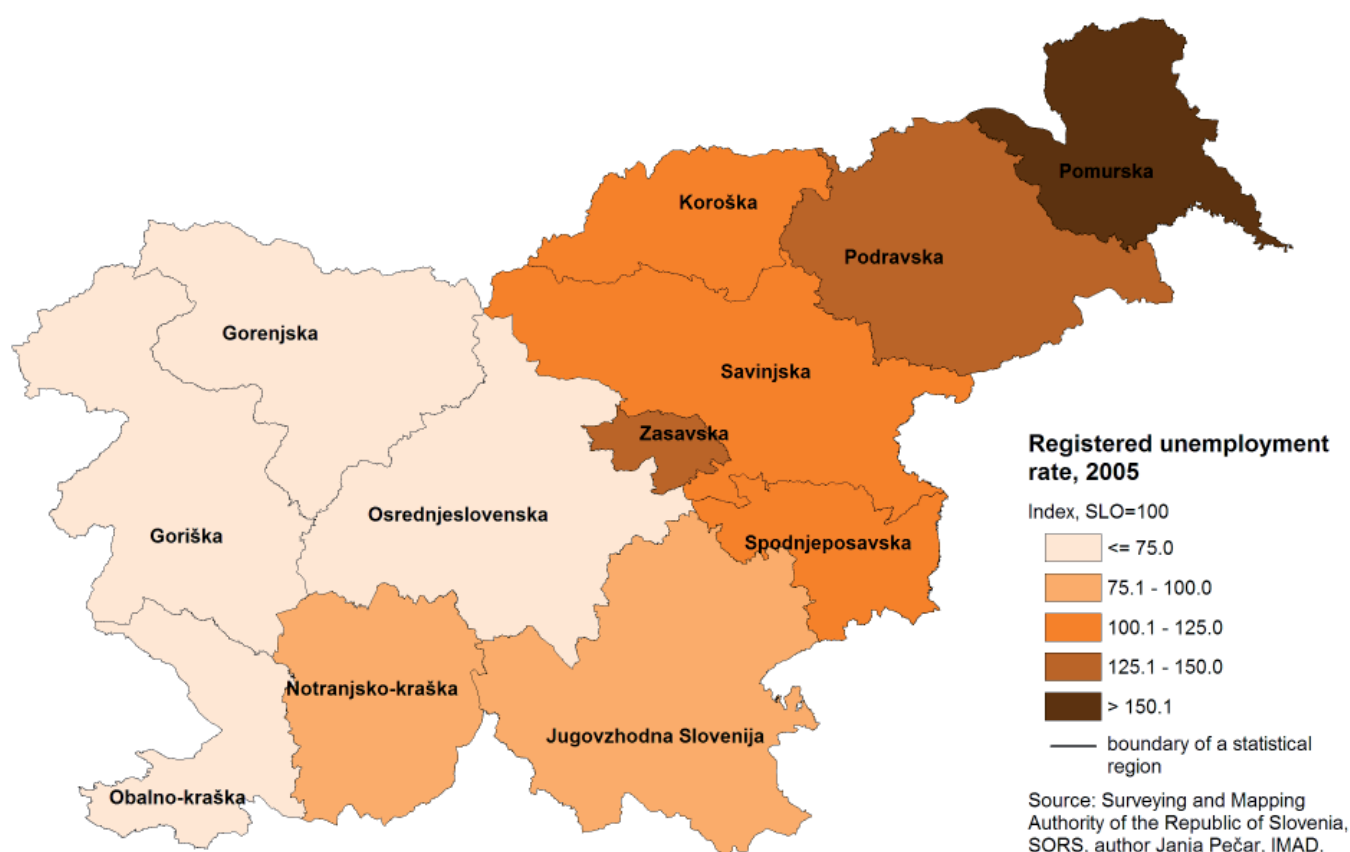 Pomurska
Koroška
Podravska
Gorenjska
Savinjska
Zasavska
Osrednjeslovenska
Goriška
Spodnjeposavska
Notranjsko-kraška
Jugovzhodna Slovenija
Obalno-kraška
Registered unemployment
rate, 2005
Index, SLO=100
<= 75.0
75.1 - 100.0
100.1 - 125.0
125.1 - 150.0
> 150.1
boundary of a statistical
region
Source: Surveying and Mapping
Authority of the Republic of Slovenia,
SORS, author Janja Pečar, IMAD.